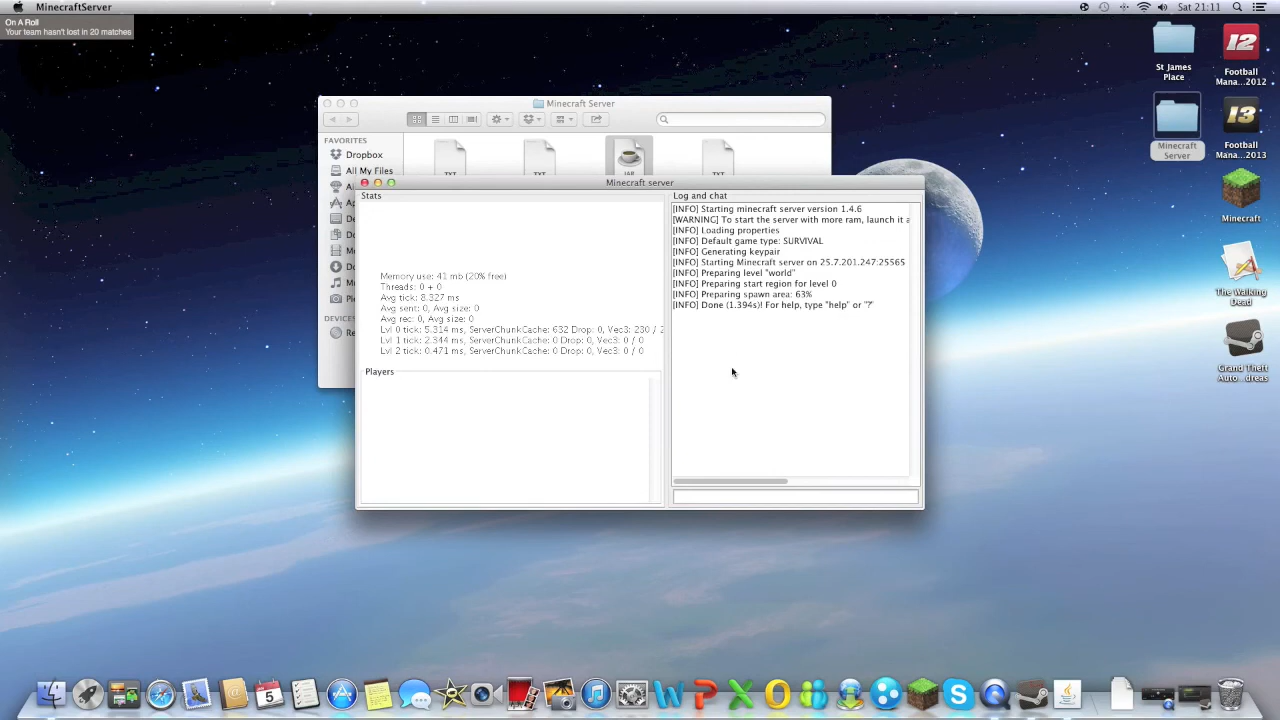 MinecraftServer
Sat 21:11
On A Roll
Your team hasn't lost in 20 matches
St James
Place
Football
Mana...2012
Minecraft
Server
Football
Mana...2013
Minecraft
The Walking
Dead
Grand Theft
Auto...dreas
Minecraft Server
FAVORITES
Dropbox
All My Files
TXT
TXT
JAR
TXT
DEVICES
Minecraft server
Stats
Memory use: 41 mb (20% free)
Threads: 0 + 0
Avg tick: 8.327 ms
Avg sent: 0, Avg size: 0
Avg rec: 0, Avg size: 0
Lvl 0 tick: 5.314 ms, ServerChunkCache: 632 Drop: 0, Vec3: 230 / 2
Lvl 1 tick: 2.344 ms, ServerChunkCache: 0 Drop: 0, Vec3: 0 / 0
Lvl 2 tick: 0.471 ms, ServerChunkCache: 0 Drop: 0, Vec3: 0 / 0
Players
Log and chat
[INFO] Starting minecraft server version 1.4.6
[WARNING] To start the server with more ram, launch it a
[INFO] Loading properties
[INFO] Default game type: SURVIVAL
[INFO] Generating keypair
[INFO] Starting Minecraft server on 25.7.201.247:25565
[INFO] Preparing level "world"
[INFO] Preparing start region for level 0
[INFO] Preparing spawn area: 63%
[INFO] Done (1.394s)! For help, type "help" or "?"
5